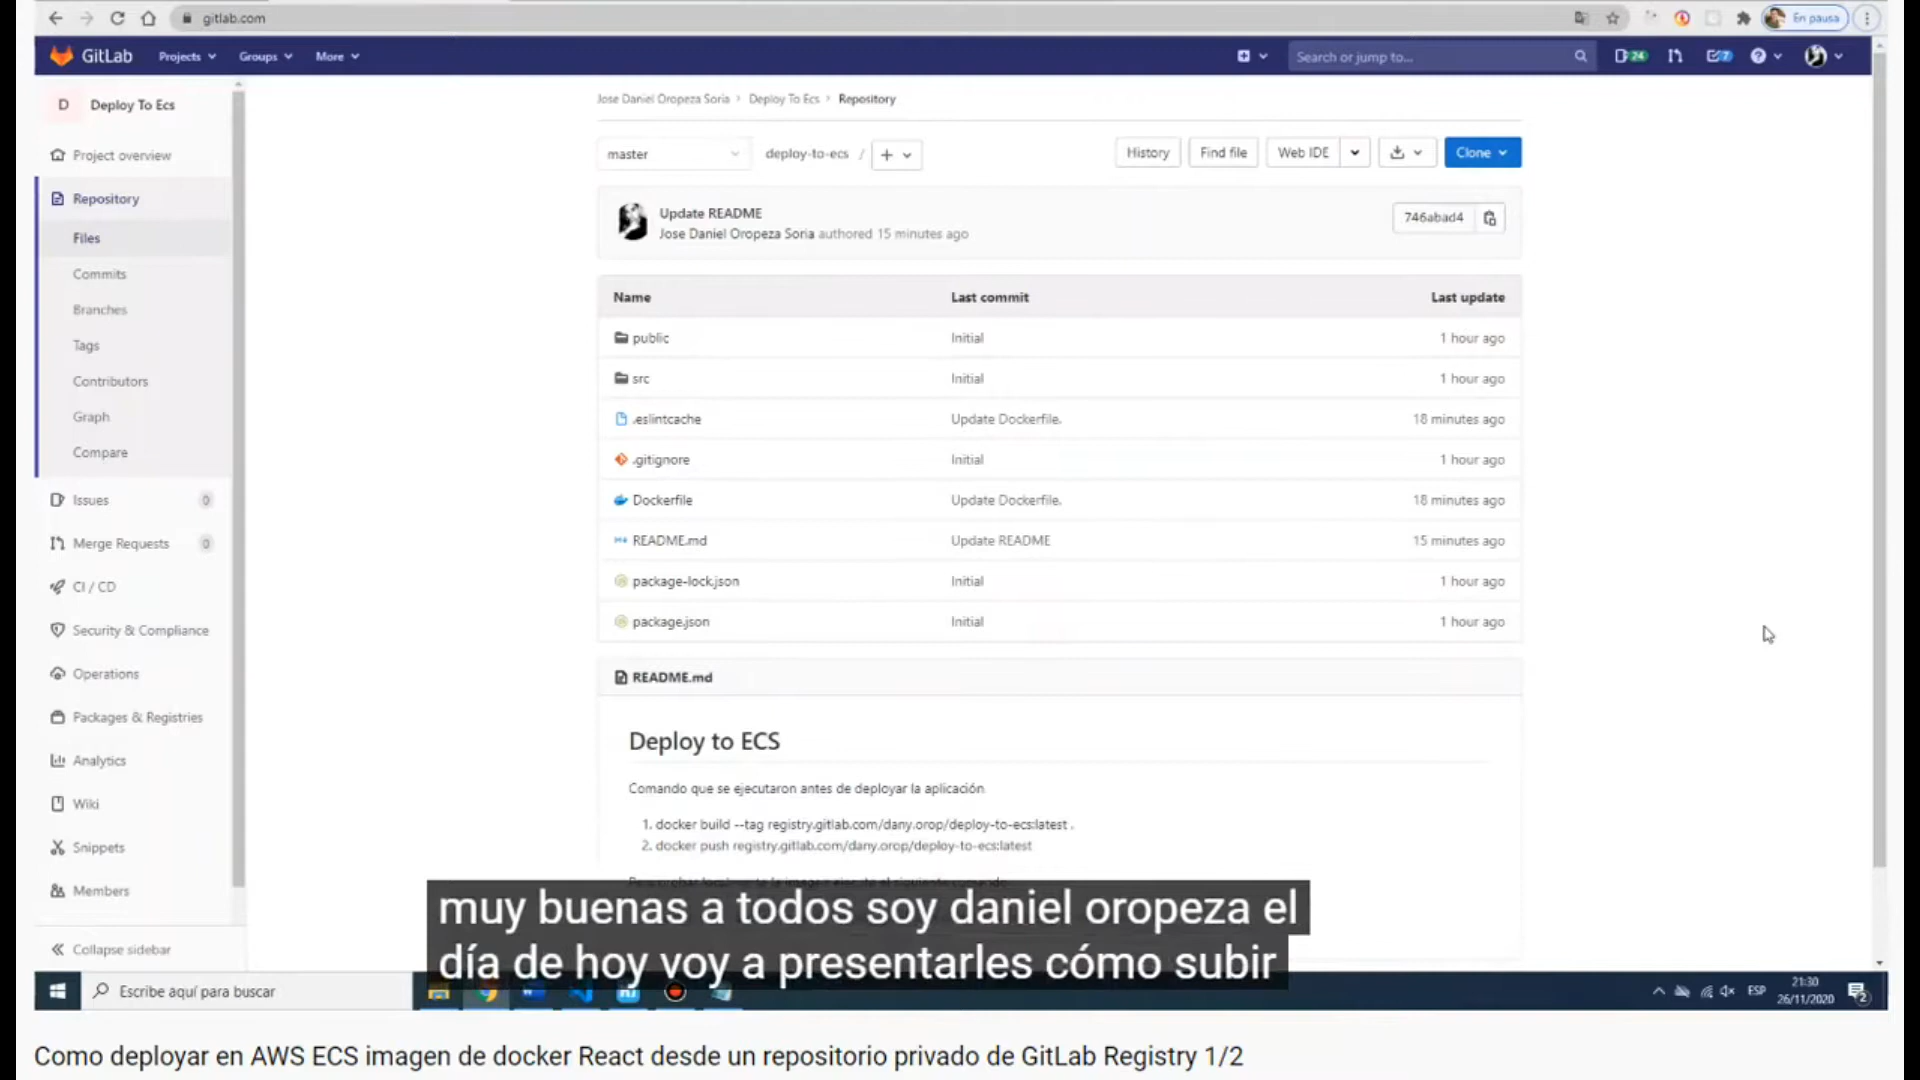 gitlab.com
En pausa
GitLab Projects Groups More Search or jump to... 24 7
D Deploy To Ecs
Project overview
Repository
Files
Commits
Branches
Tags
Contributors
Graph
Compare
Issues 0
Merge Requests 0
CI / CD
Security & Compliance
Operations
Packages & Registries
Analytics
Wiki
Snippets
Members
Collapse sidebar
Jose Daniel Oropeza Soria > Deploy To Ecs > Repository
master deploy-to-ecs / + History Find file Web IDE Clone
Update README
Jose Daniel Oropeza Soria authored 15 minutes ago
746abad4
Name Last commit Last update
public Initial 1 hour ago
src Initial 1 hour ago
.eslintcache Update Dockerfile. 18 minutes ago
.gitignore Initial 1 hour ago
Dockerfile Update Dockerfile. 18 minutes ago
README.md Update README 15 minutes ago
package-lock.json Initial 1 hour ago
package.json Initial 1 hour ago
README.md
Deploy to ECS
Comando que se ejecutaron antes de deployar la aplicación
1. docker build --tag registry.gitlab.com/dany.orop/deploy-to-ecs:latest .
2. docker push registry.gitlab.com/dany.orop/deploy-to-ecs:latest
muy buenas a todos soy daniel oropeza el
día de hoy voy a presentarles cómo subir
Escribe aquí para buscar
ESP
21:30
26/11/2020
2
Como deployar en AWS ECS imagen de docker React desde un repositorio privado de GitLab Registry 1/2